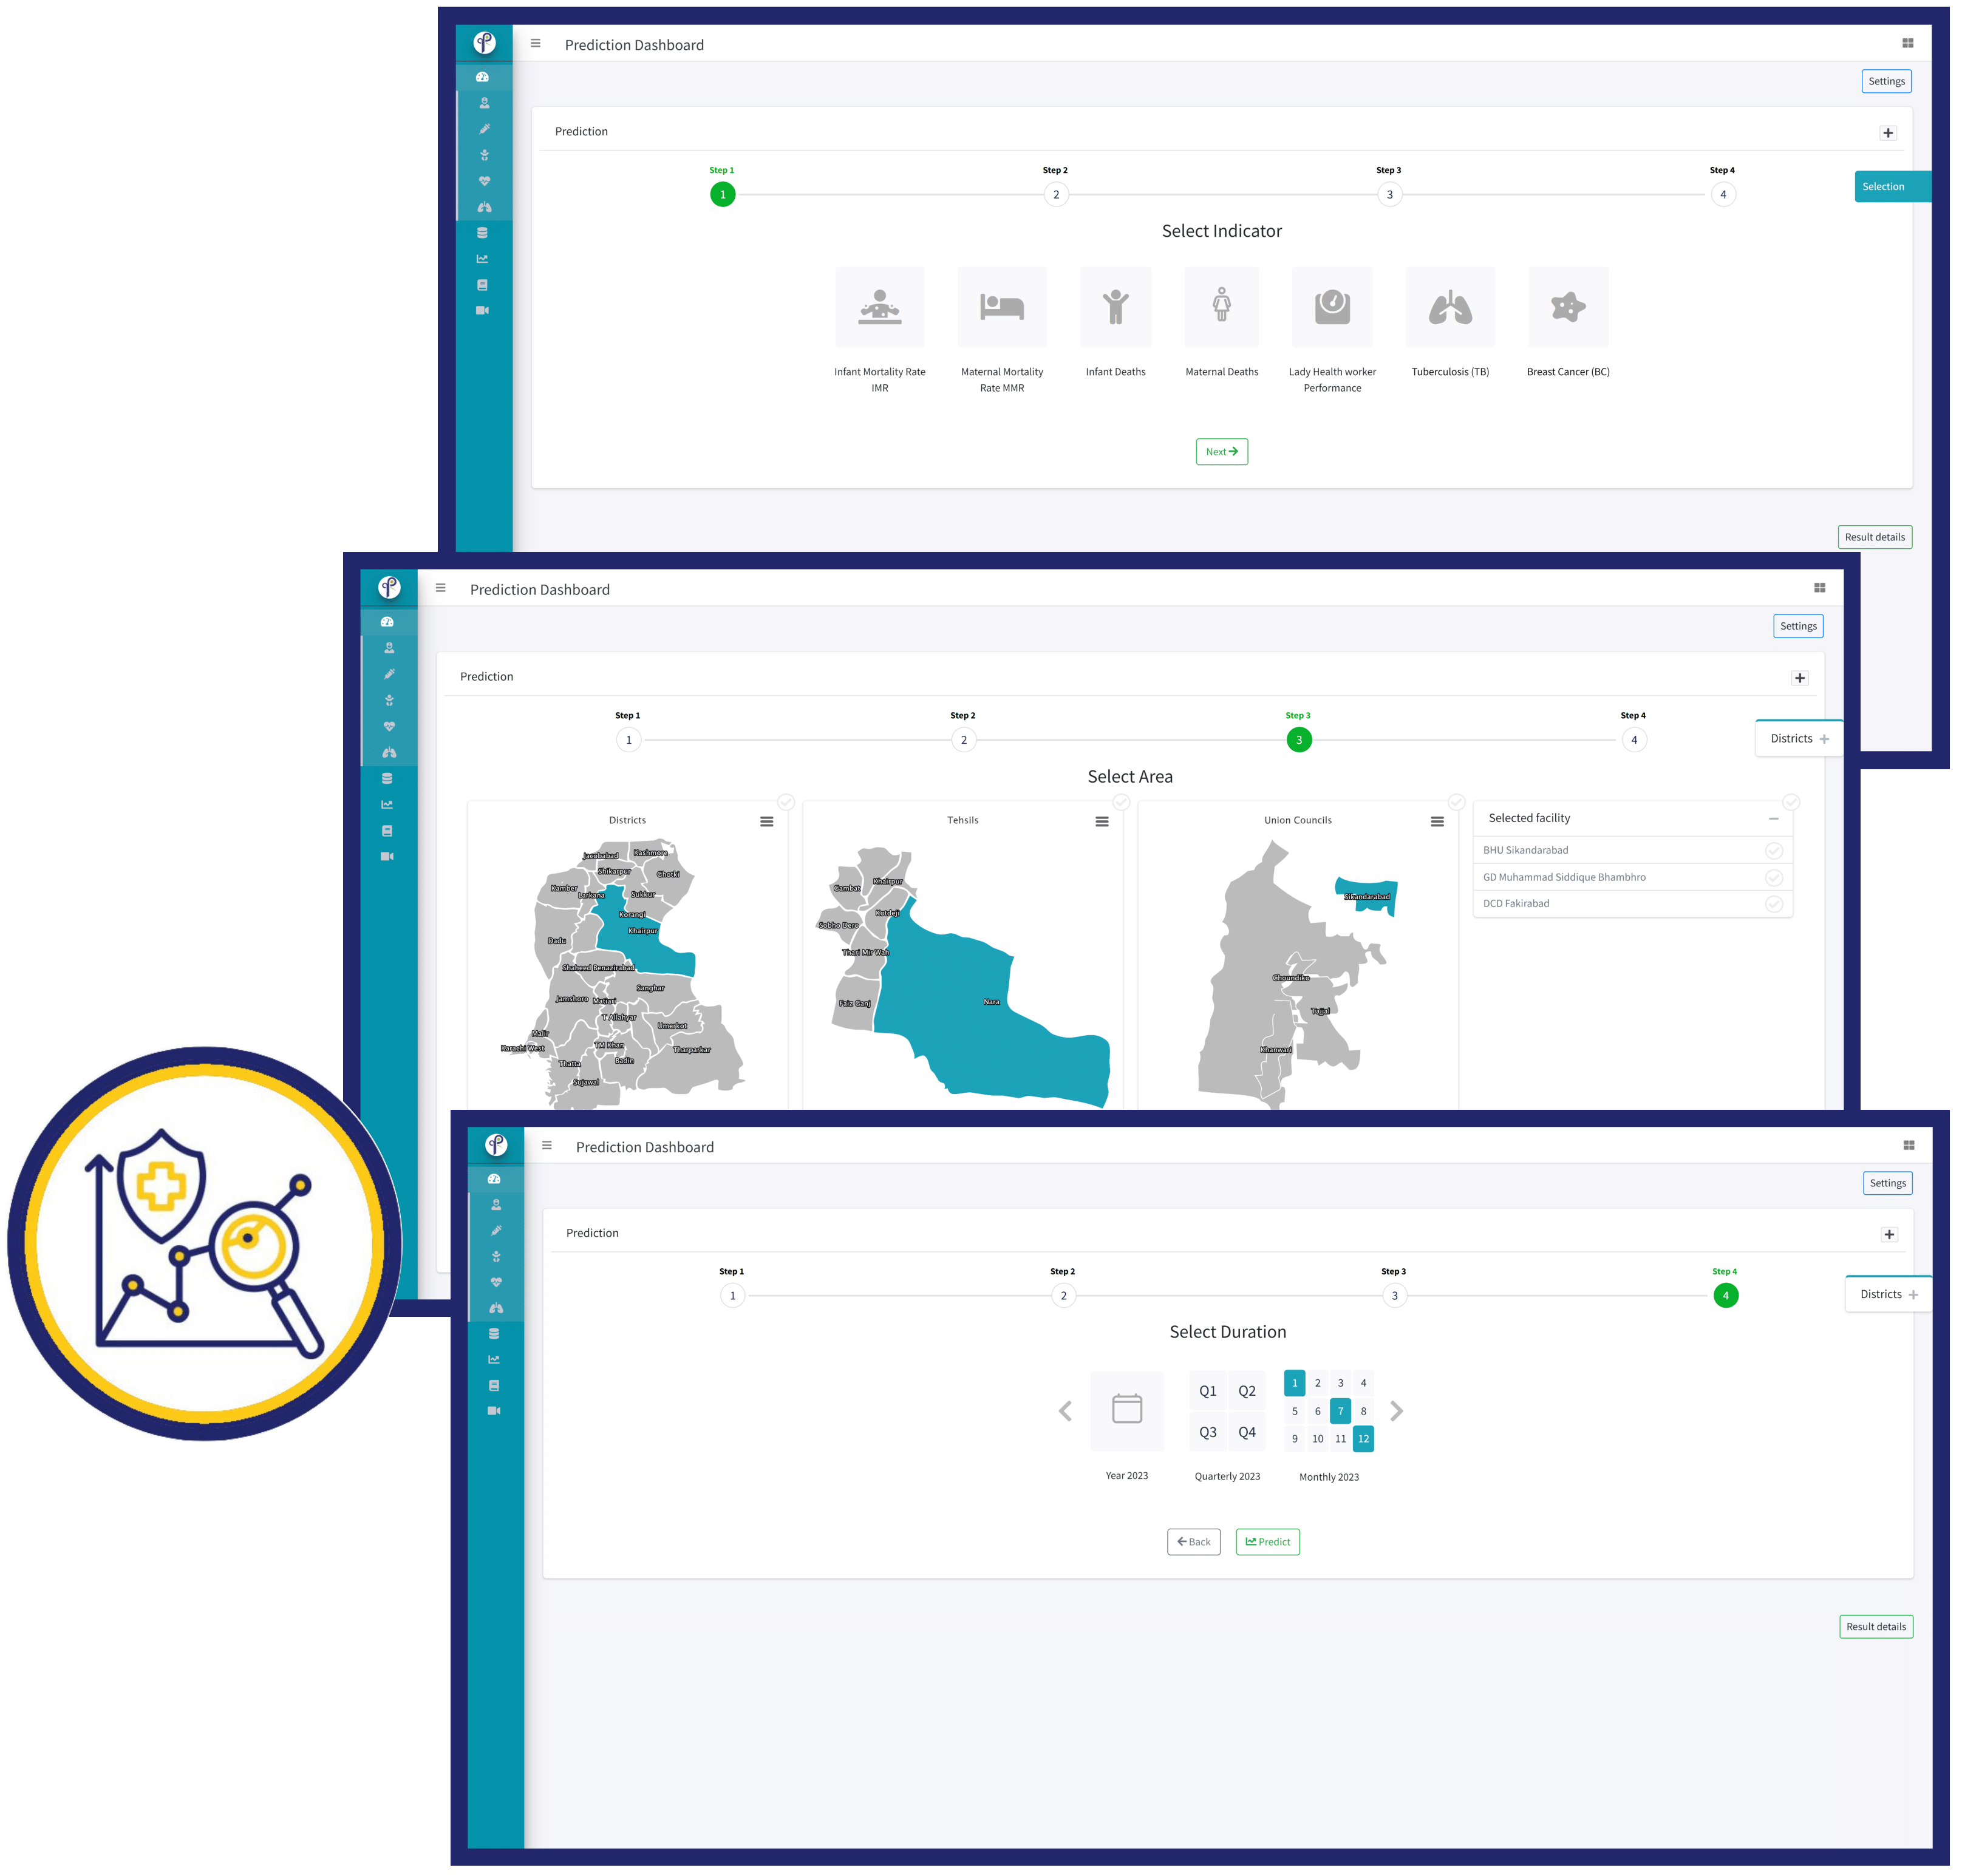 Prediction Dashboard
Settings
Prediction
Step 1 Step 2 Step 3 Step 4
1 2 3 4
Selection
Select Indicator
Infant Mortality Rate IMR
Maternal Mortality Rate MMR
Infant Deaths
Maternal Deaths
Lady Health worker Performance
Tuberculosis (TB)
Breast Cancer (BC)
Next
Result details
Prediction Dashboard
Settings
Prediction
Step 1 Step 2 Step 3 Step 4
1 2 3 4
Districts
Select Area
Districts
Jacobabad
Kashmore
Shikarpur
Ghotki
Kamber
Larkana
Sukkur
Korangi
Khairpur
Dadu
Shaheed Benazirabad
Sanghar
Jamshoro
Matiari
T Allahyar
Umerkot
Malir
Karachi West
TM Khan
Tharparkar
Badin
Thatta
Sujawal
Tehsils
Khairpur
Gambat
Kotdeji
Sobho Dero
Thari Mir Wah
Faiz Ganj
Nara
Union Councils
Sikandarabad
Choundiko
Tajjal
Khanwari
Selected facility
BHU Sikandarabad
GD Muhammad Siddique Bhambhro
DCD Fakirabad
Prediction Dashboard
Settings
Prediction
Step 1 Step 2 Step 3 Step 4
1 2 3 4
Districts
Select Duration
Q1 Q2
Q3 Q4
1 2 3 4
5 6 7 8
9 10 11 12
Year 2023
Quarterly 2023
Monthly 2023
Back
Predict
Result details